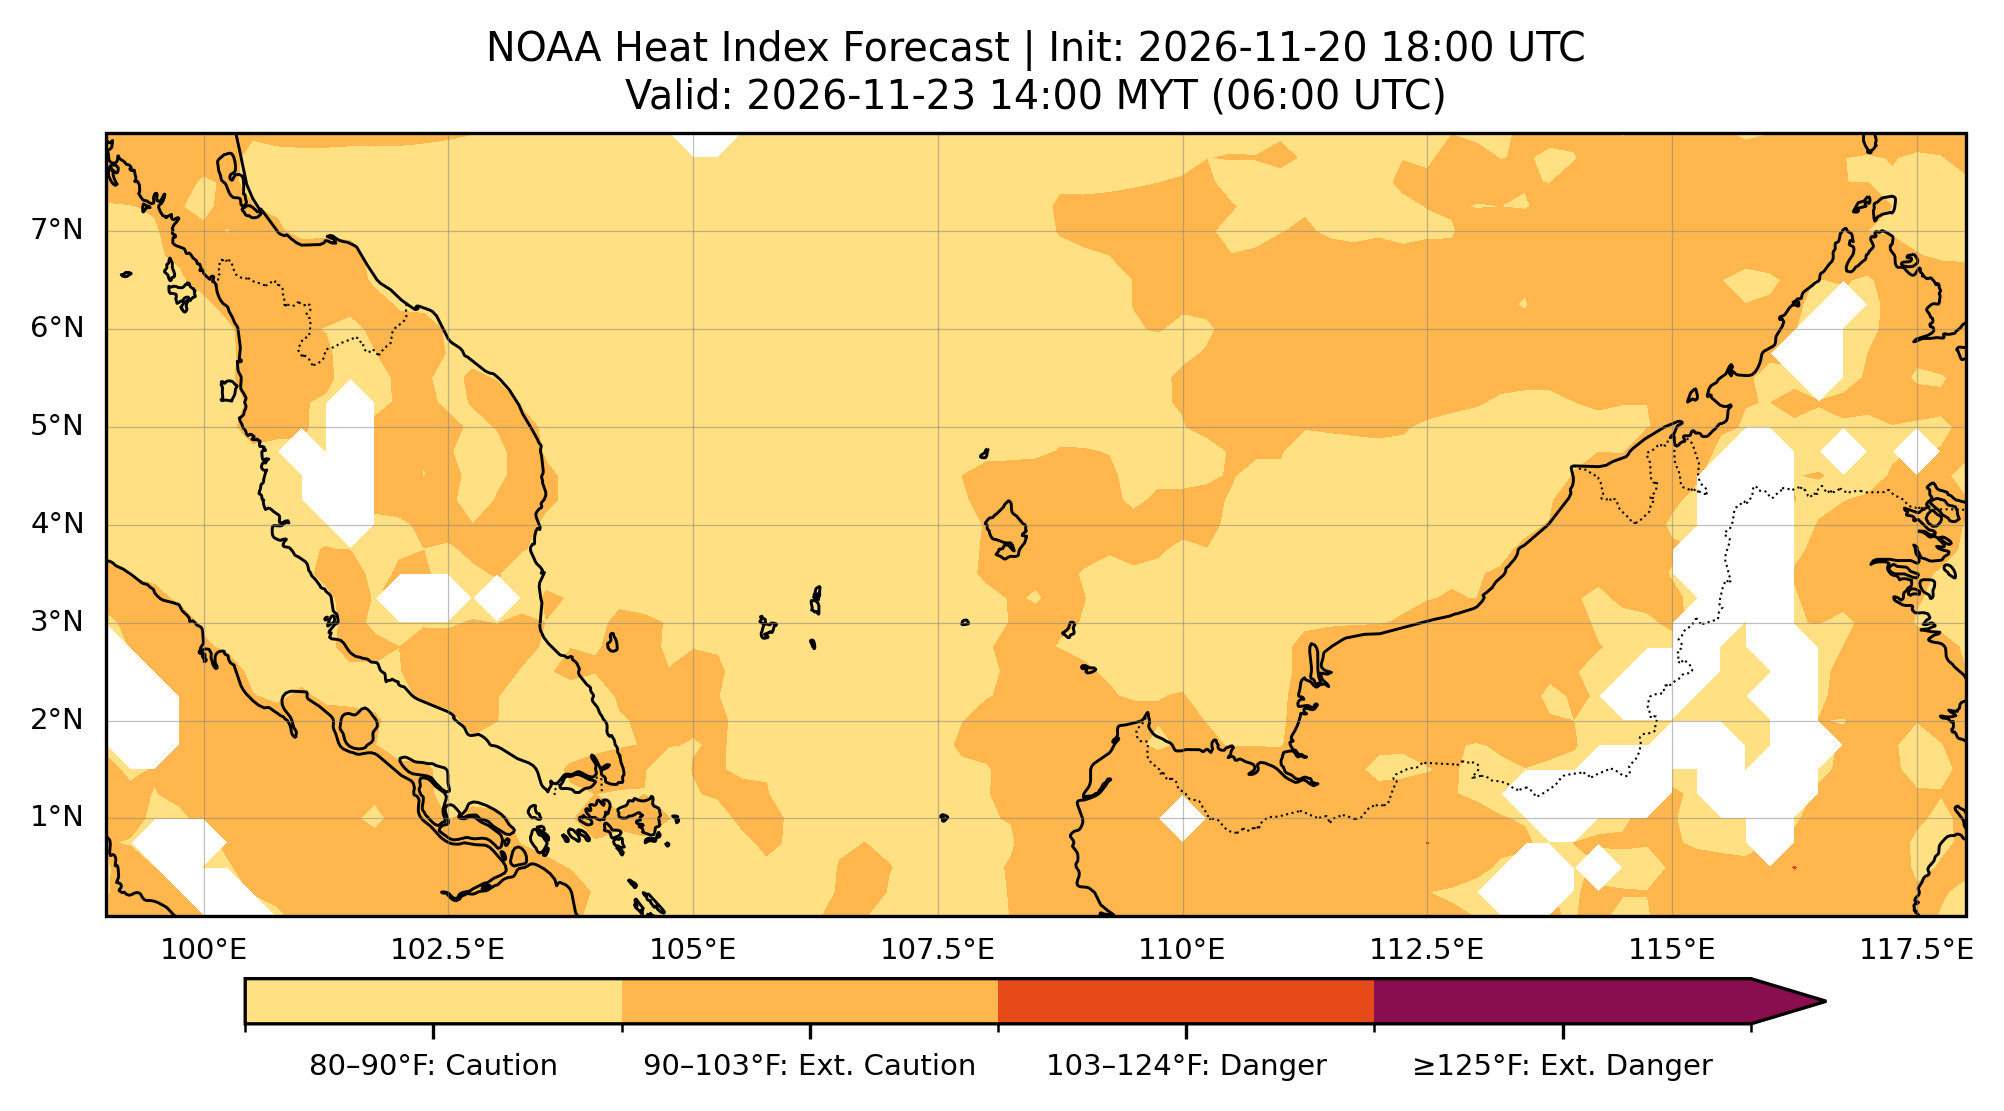 NOAA Heat Index Forecast | Init: 2026-11-20 18:00 UTC
Valid: 2026-11-23 14:00 MYT (06:00 UTC)
7°N
6°N
5°N
4°N
3°N
2°N
1°N
100°E 102.5°E 105°E 107.5°E 110°E 112.5°E 115°E 117.5°E
80–90°F: Caution 90–103°F: Ext. Caution 103–124°F: Danger ≥125°F: Ext. Danger